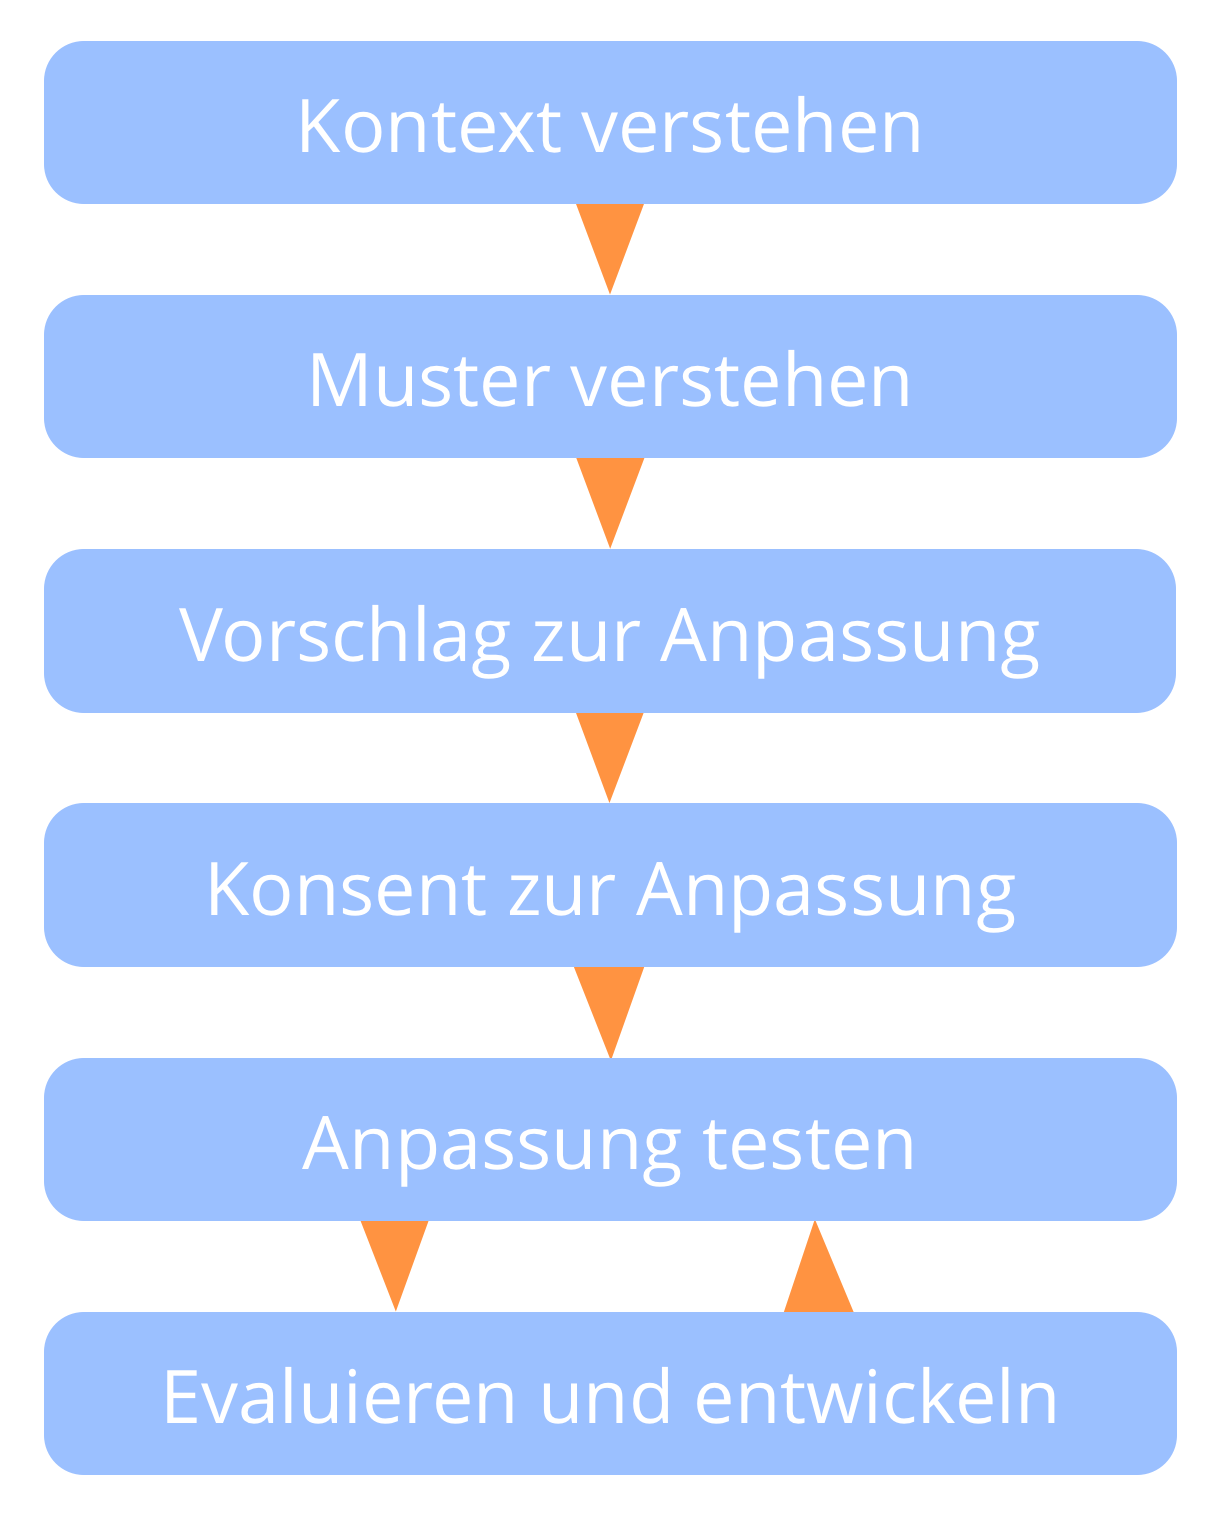 Kontext verstehen
Muster verstehen
Vorschlag zur Anpassung
Konsent zur Anpassung
Anpassung testen
Evaluieren und entwickeln